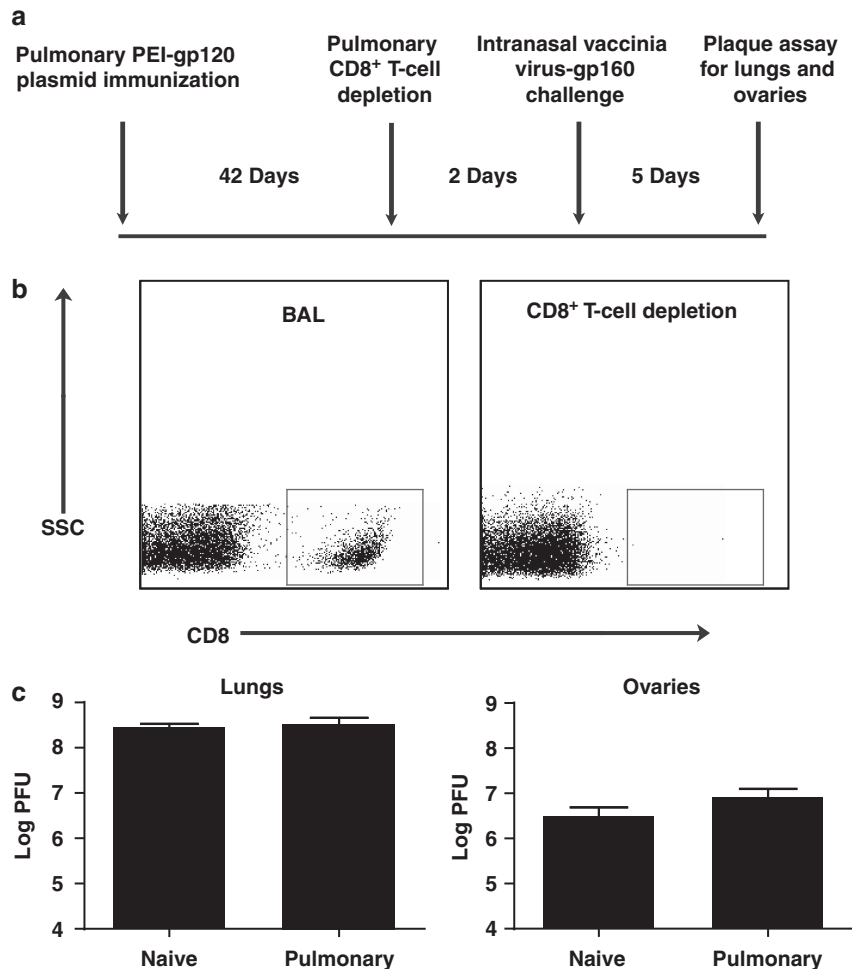 a
Pulmonary PEI-gp120
plasmid immunization
Pulmonary
CD8+ T-cell
depletion
Intranasal vaccinia
virus-gp160
challenge
Plaque assay
for lungs and
ovaries
42 Days
2 Days
5 Days
b
BAL
CD8+ T-cell depletion
SSC
CD8
c
Lungs
Log PFU
9
8
7
6
5
4
Naive
Pulmonary
Ovaries
Log PFU
9
8
7
6
5
4
Naive
Pulmonary